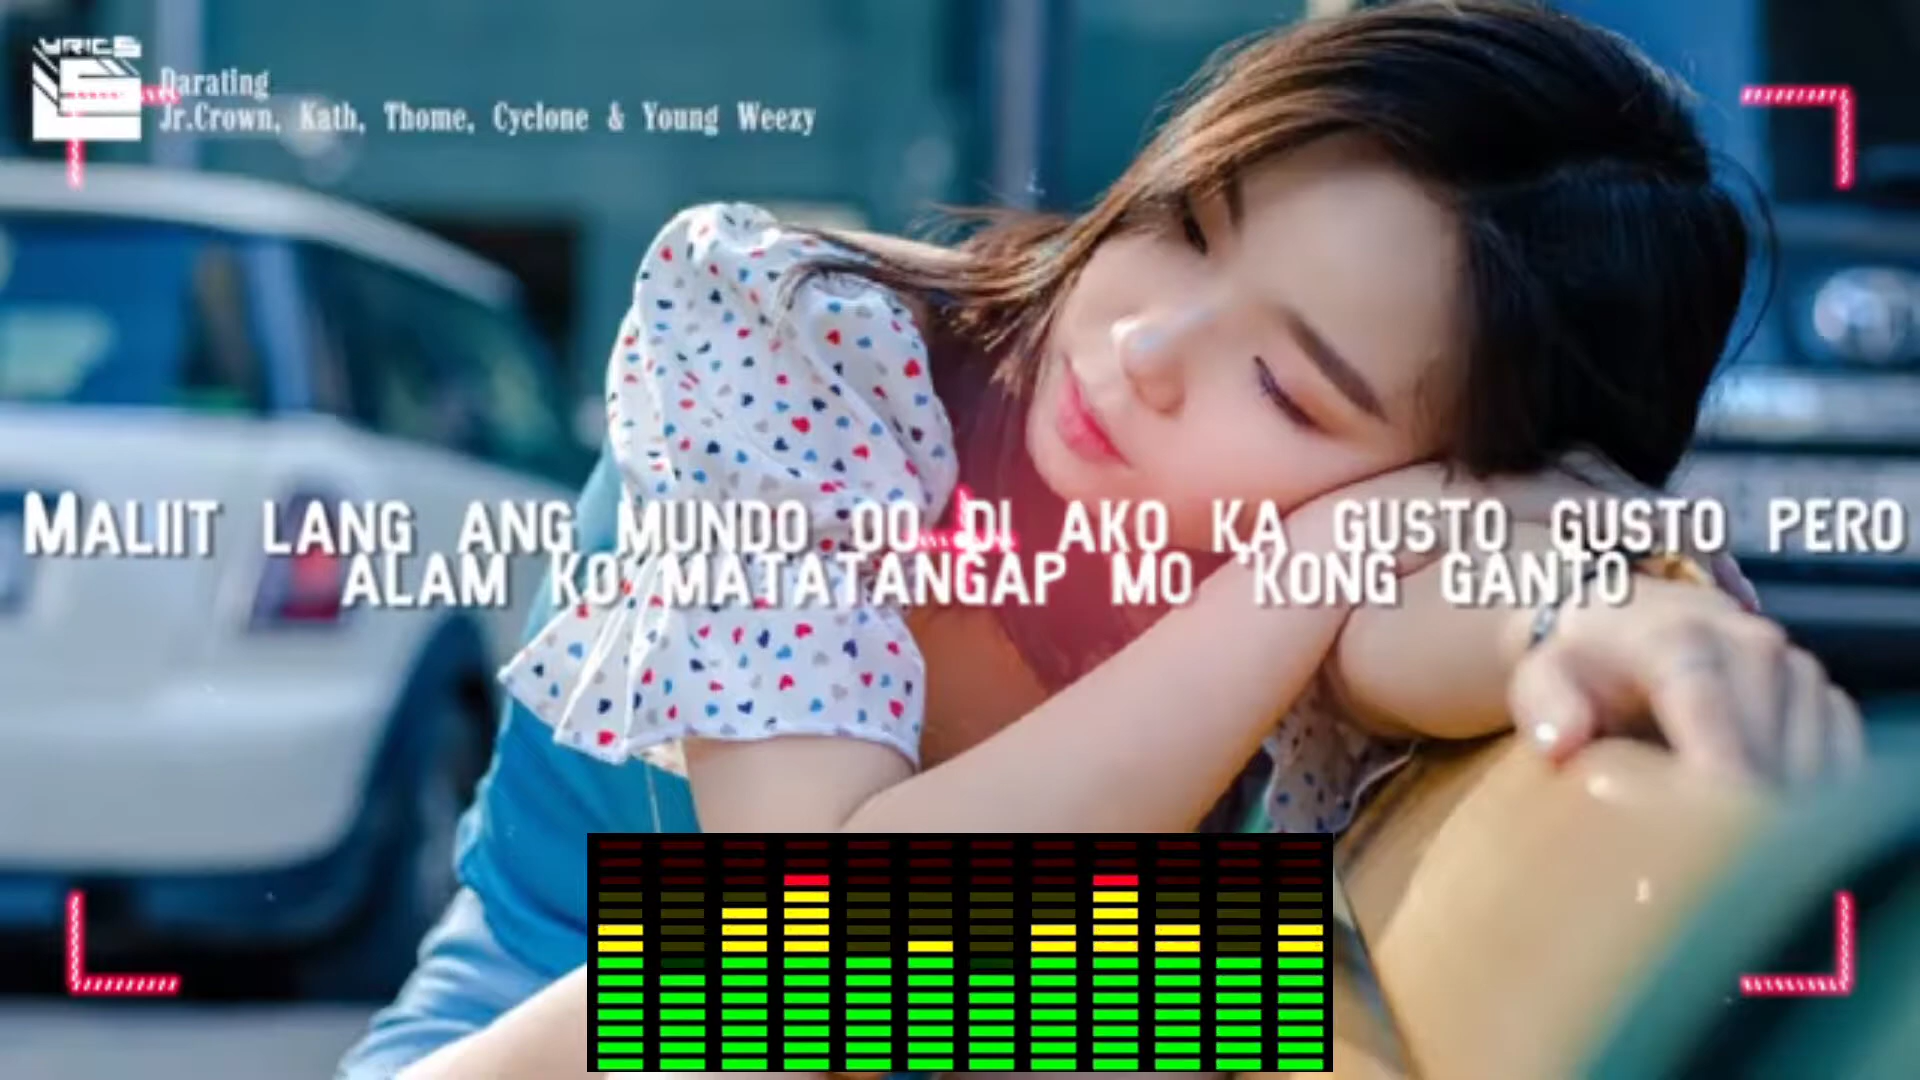 LYRICS
Darating
Jr.Crown, Kath, Thome, Cyclone & Young Weezy
MALIIT LANG ANG MUNDO OO DI AKO KA GUSTO GUSTO PERO
ALAM KO MATATANGAP MO 'KONG GANTO